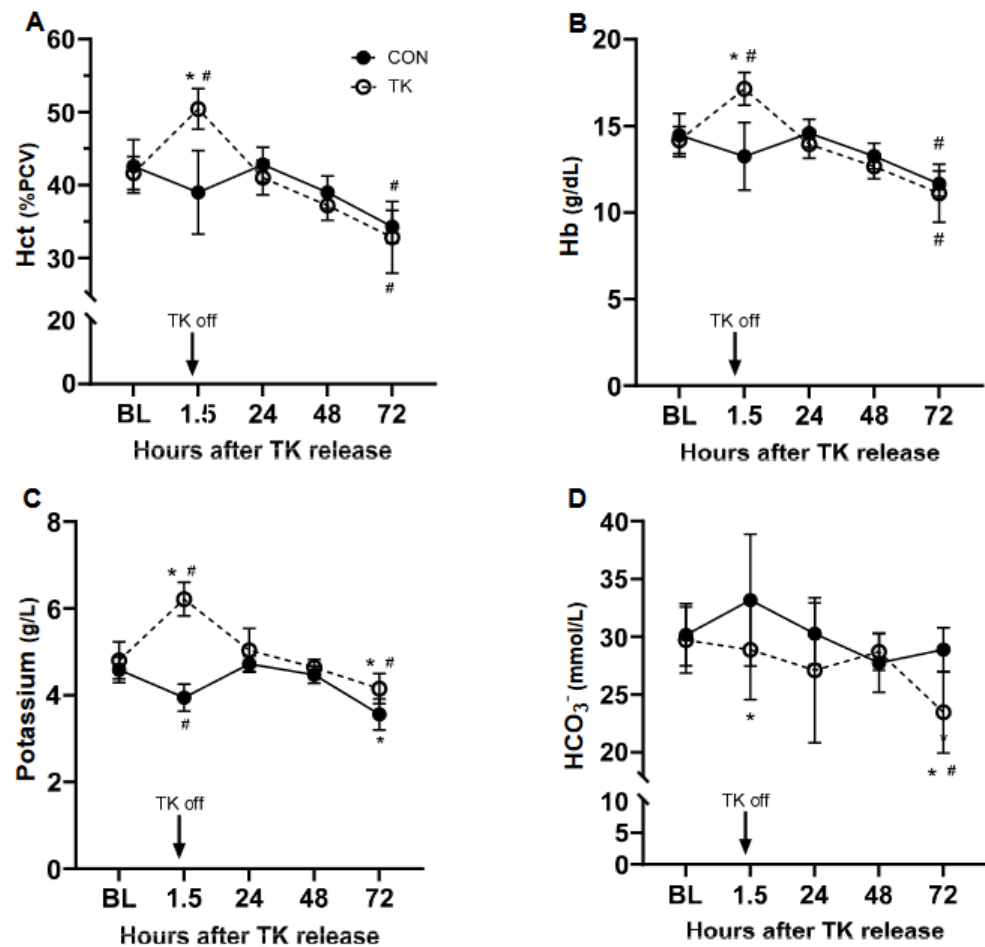 A
60
50
40
30
20
0
Hct (%PCV)
CON
TK
* #
#
#
TK off
BL 1.5 24 48 72
Hours after TK release
B
20
15
10
5
0
Hb (g/dL)
* #
#
#
TK off
BL 1.5 24 48 72
Hours after TK release
C
8
6
4
2
0
Potassium (g/L)
* #
#
* #
*
TK off
BL 1.5 24 48 72
Hours after TK release
D
40
35
30
25
20
10
5
0
HCO₃⁻ (mmol/L)
*
*
* #
TK off
BL 1.5 24 48 72
Hours after TK release